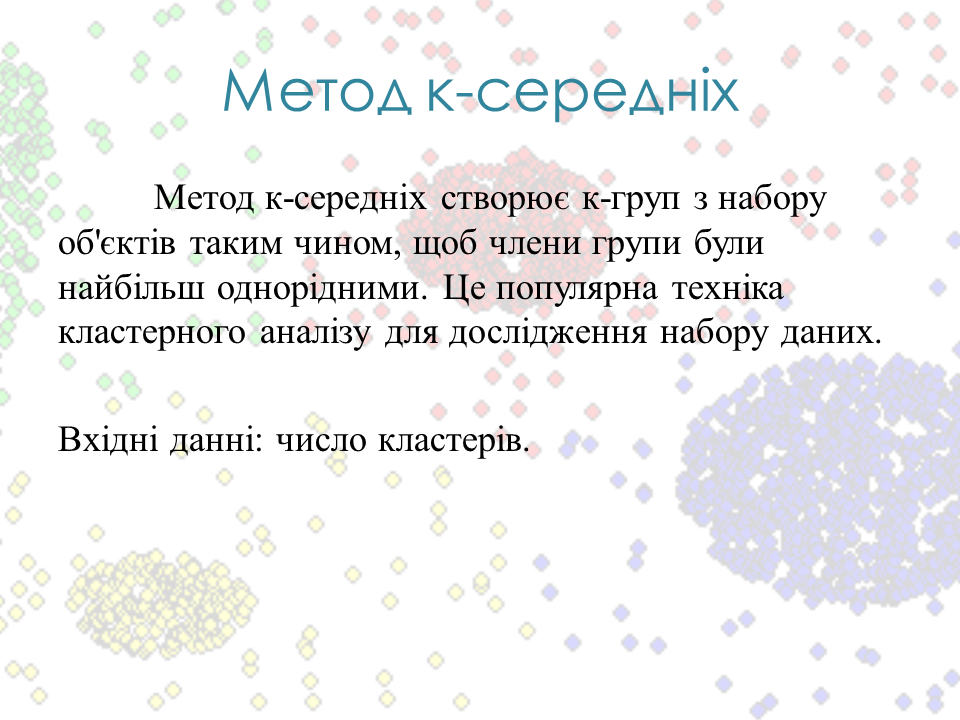 Метод к-середніх
Метод к-середніх створює к-груп з набору
об'єктів таким чином, щоб члени групи були
найбільш однорідними. Це популярна техніка
кластерного аналізу для дослідження набору даних.
Вхідні данні: число кластерів.